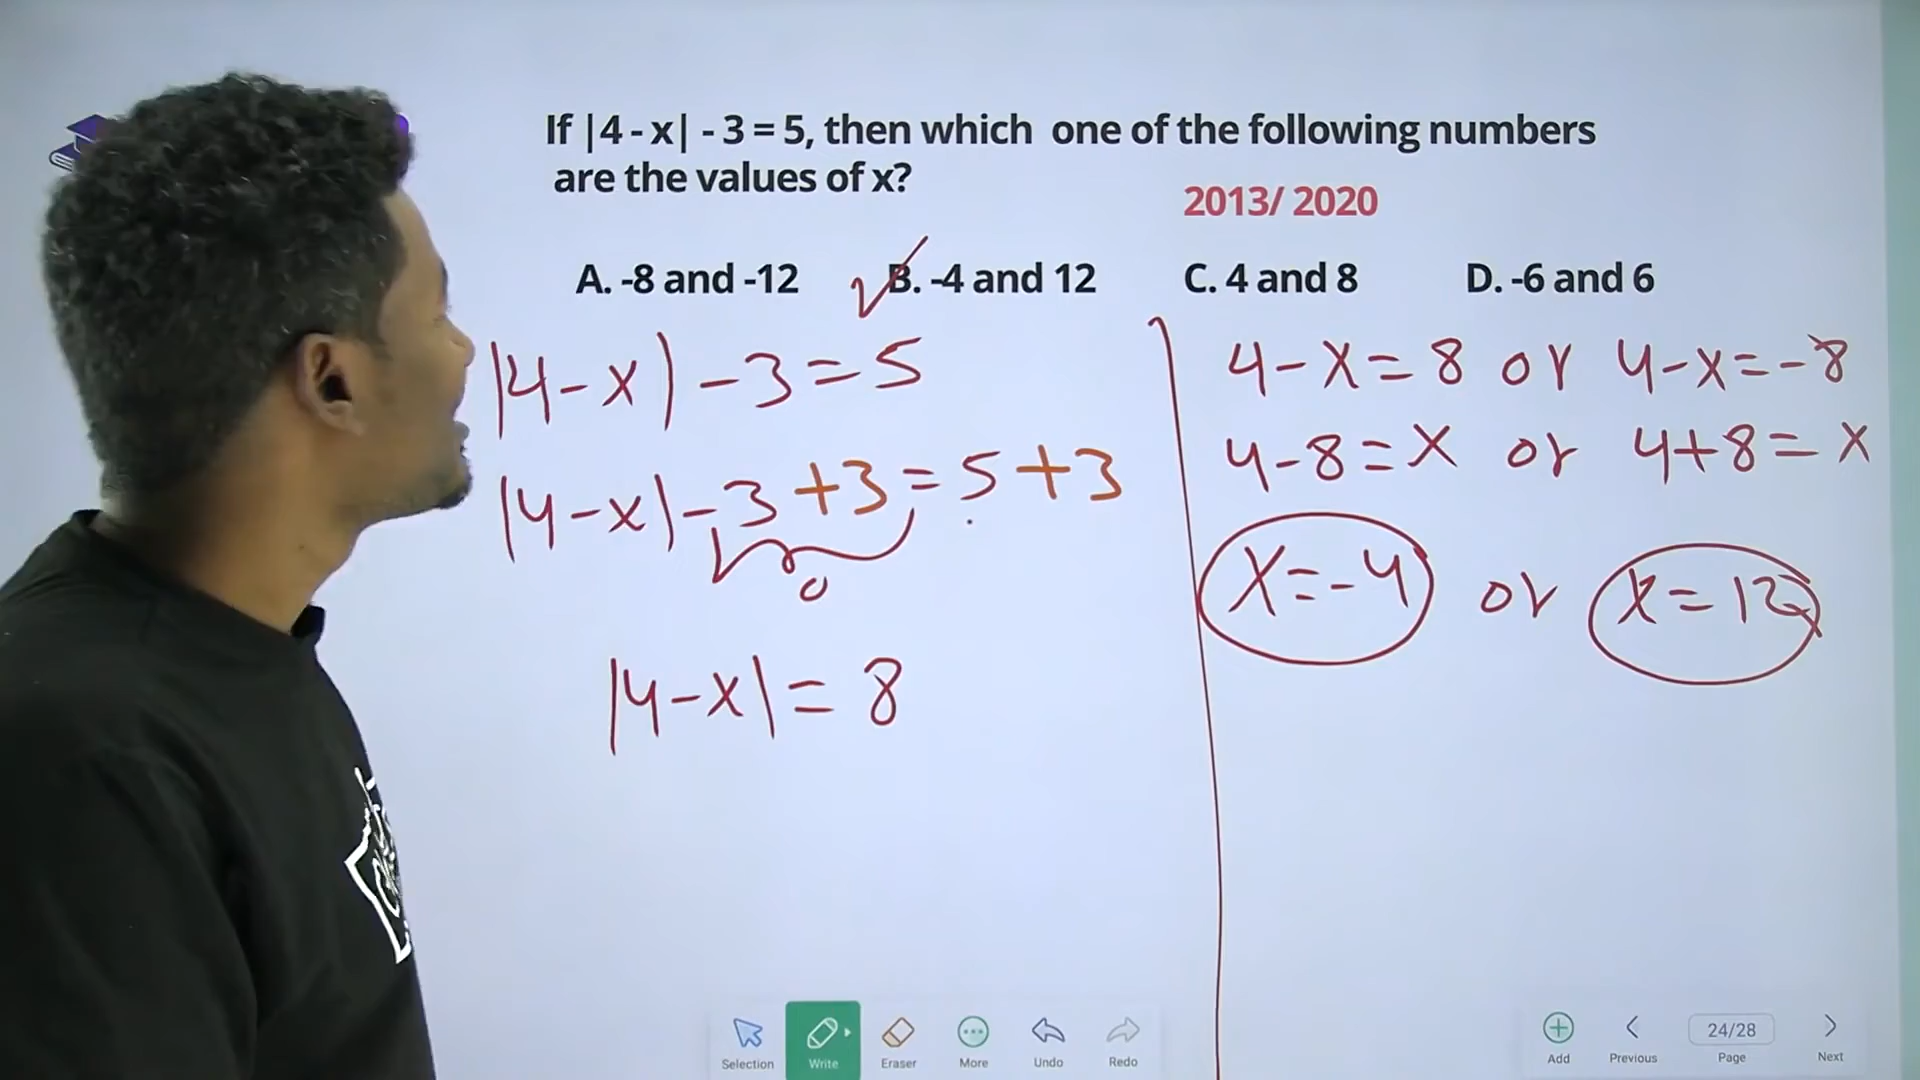 If |4 - x| - 3 = 5, then which one of the following numbers
are the values of x?
2013/ 2020
A. -8 and -12 B. -4 and 12 C. 4 and 8 D. -6 and 6
|4-x|-3=5
|4-x|-3+3=5+3
0
|4-x|=8
4-x=8 or 4-x=-8
4-8=x or 4+8=x
x=-4 or x=12
Selection Write Eraser More Undo Redo
Add Previous 24/28 Page Next